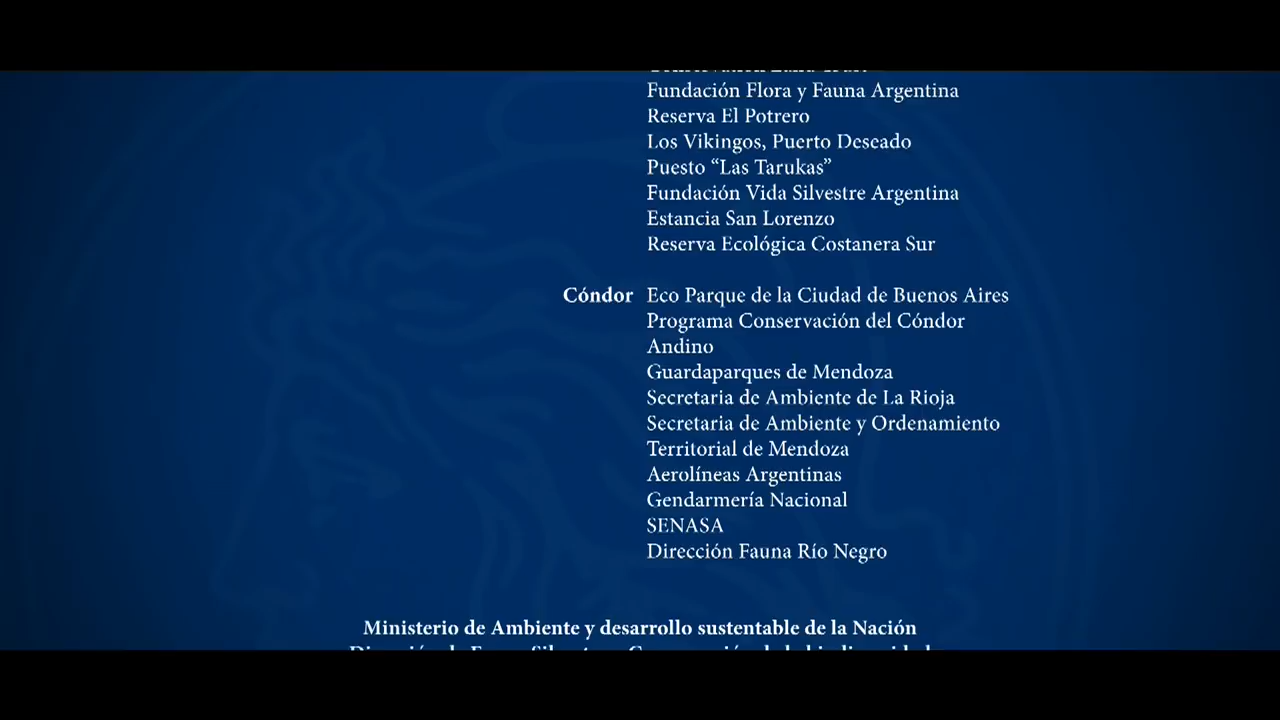 Fundación Flora y Fauna Argentina
Reserva El Potrero
Los Vikingos, Puerto Deseado
Puesto “Las Tarukas”
Fundación Vida Silvestre Argentina
Estancia San Lorenzo
Reserva Ecológica Costanera Sur
Cóndor Eco Parque de la Ciudad de Buenos Aires
Programa Conservación del Cóndor
Andino
Guardaparques de Mendoza
Secretaria de Ambiente de La Rioja
Secretaria de Ambiente y Ordenamiento
Territorial de Mendoza
Aerolíneas Argentinas
Gendarmería Nacional
SENASA
Dirección Fauna Río Negro
Ministerio de Ambiente y desarrollo sustentable de la Nación